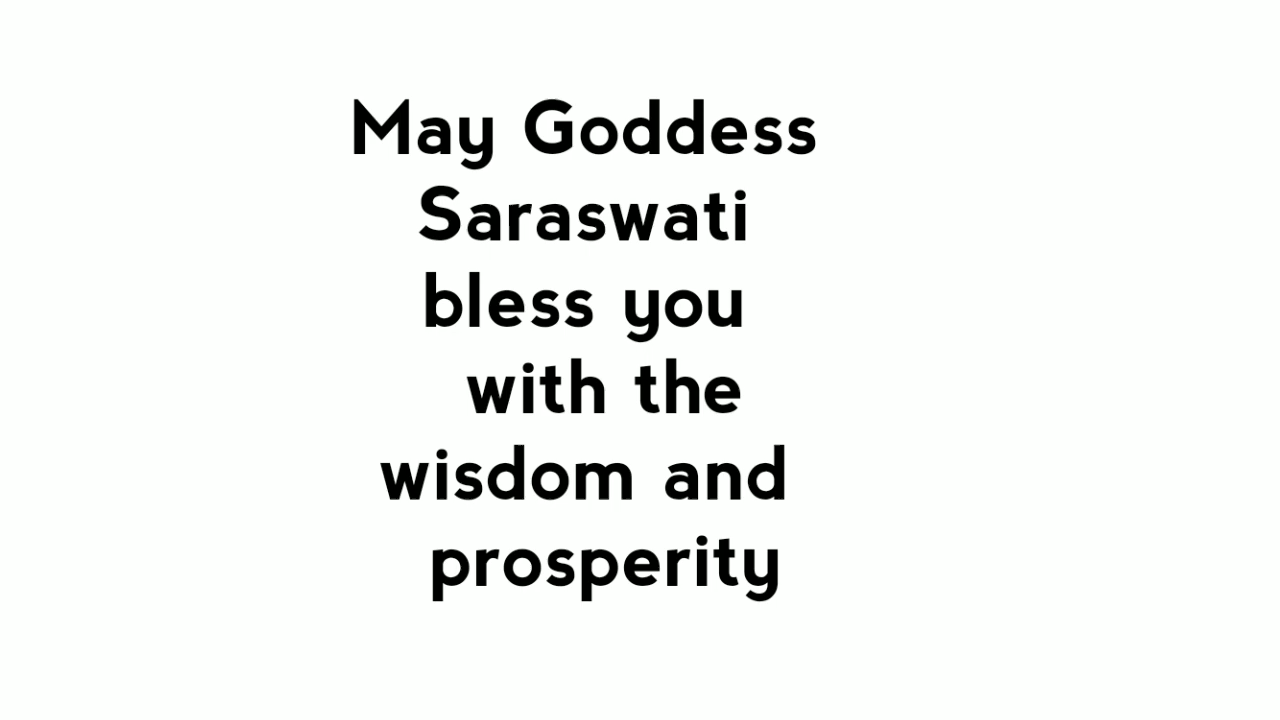 May Goddess
Saraswati
bless you
with the
wisdom and
prosperity